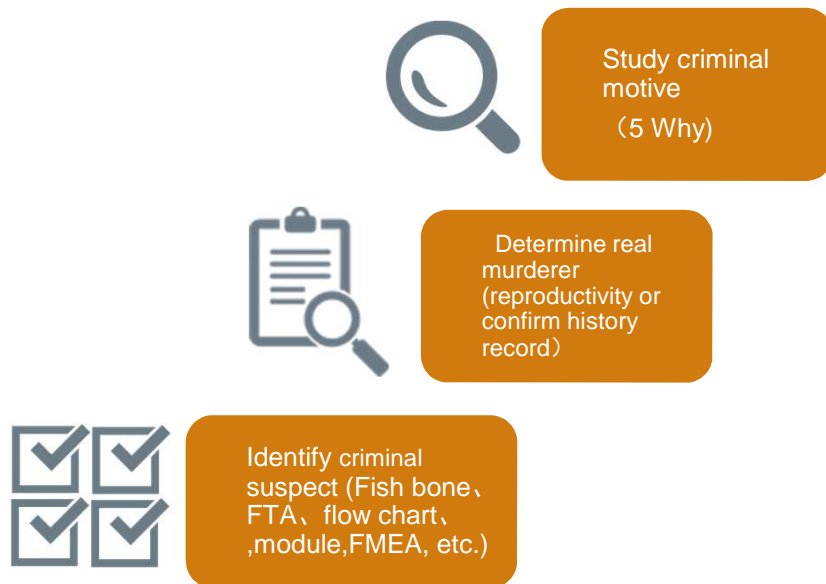 Study criminal
motive
（5 Why)
Determine real
murderer
(reproductivity or
confirm history
record）
Identify criminal
suspect (Fish bone、
FTA、flow chart、
,module,FMEA, etc.)